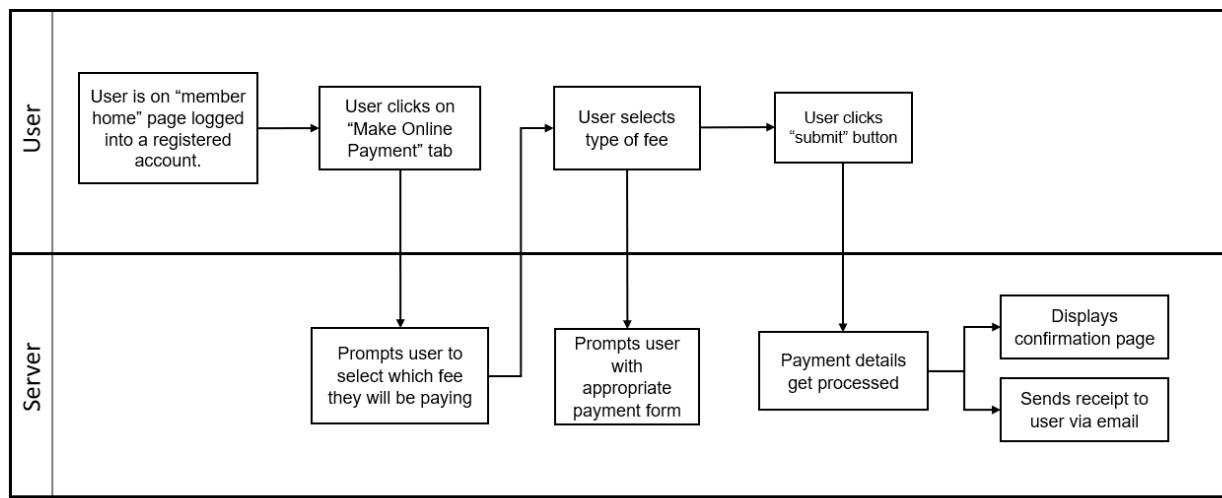 User
User is on “member
home” page logged
into a registered
account.
User clicks on
“Make Online
Payment” tab
User selects
type of fee
User clicks
“submit” button
Server
Prompts user to
select which fee
they will be paying
Prompts user
with
appropriate
payment form
Payment details
get processed
Displays
confirmation page
Sends receipt to
user via email